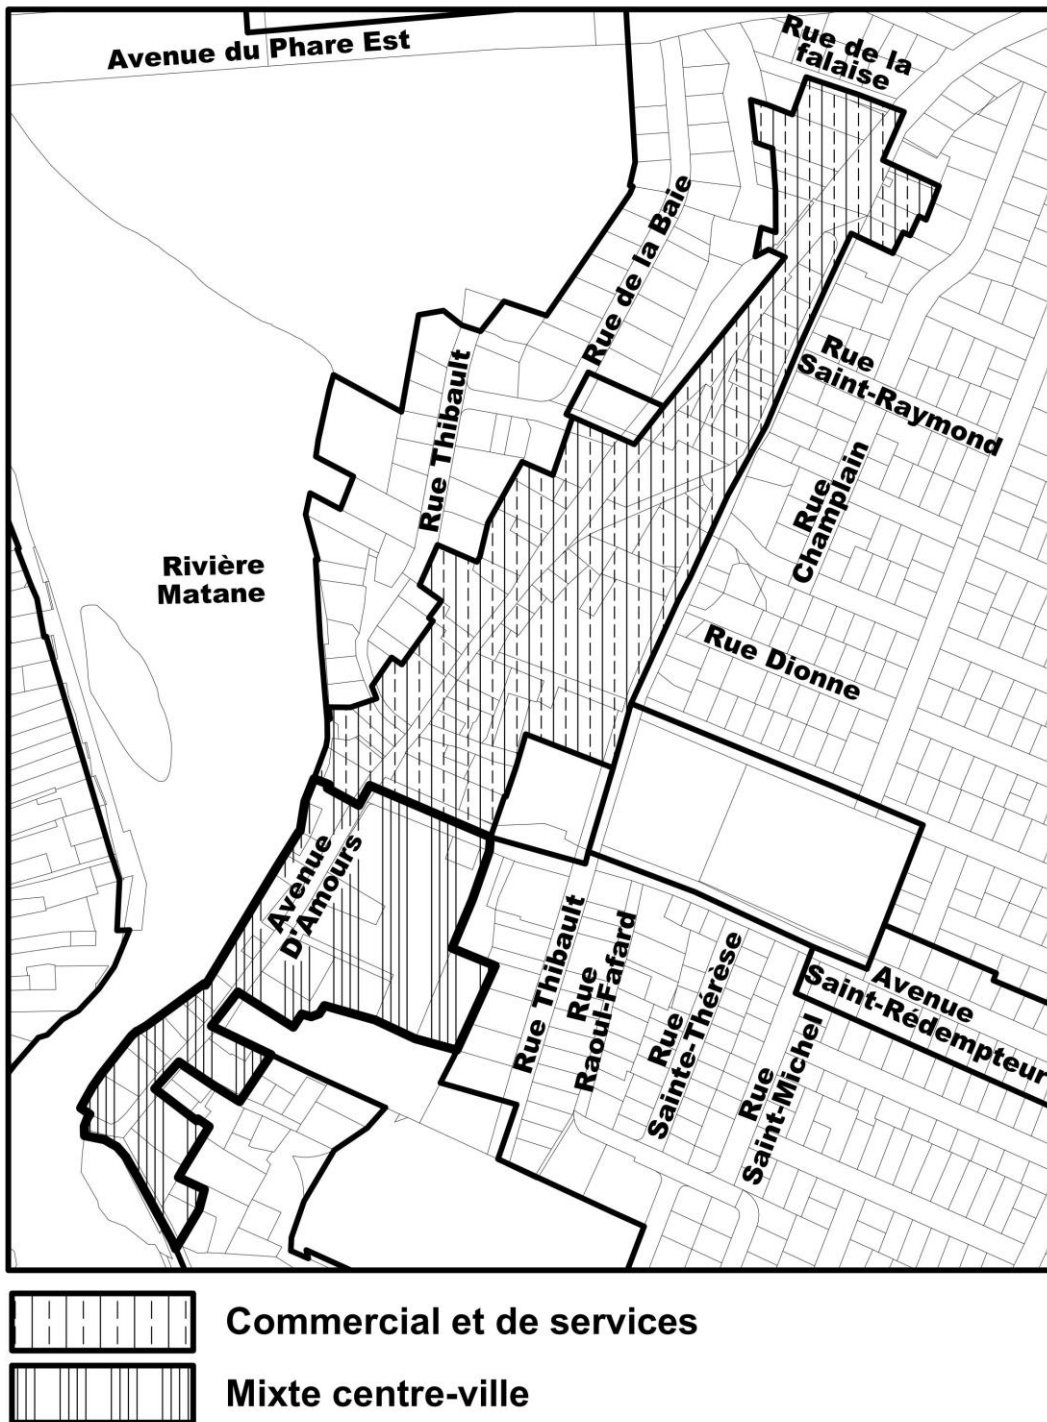 Avenue du Phare Est
Rue de la
falaise
Rue de la Baie
Rue Thibault
Rue
Saint-Raymond
Rue
Champlain
Rivière
Matane
Rue Dionne
Avenue
D'Amours
Rue Thibault
Rue
Raoul-Fafard
Rue
Sainte-Thérèse
Rue
Saint-Michel
Avenue
Saint-Rédempteur
Commercial et de services
Mixte centre-ville